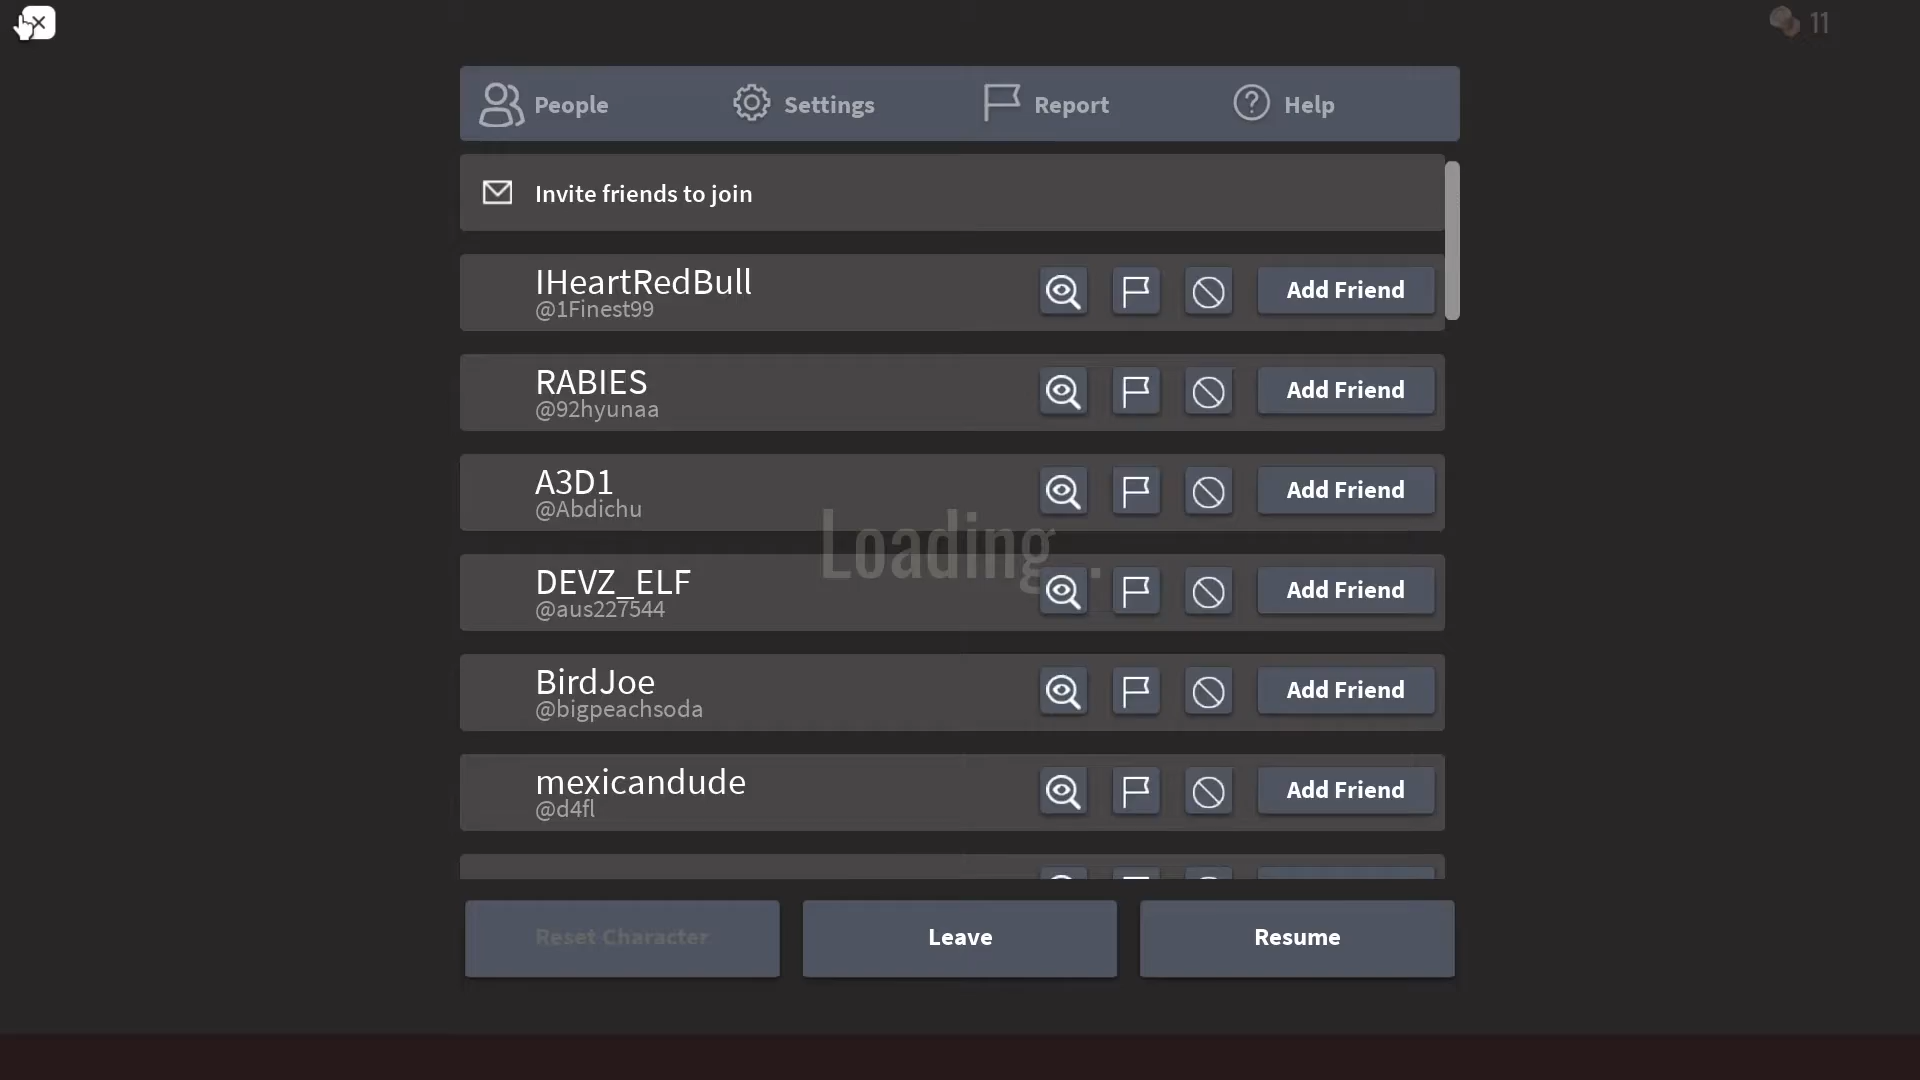 11
People
Settings
Report
Help
Invite friends to join
IHeartRedBull
@1Finest99
Add Friend
RABIES
@92hyunaa
Add Friend
A3D1
@Abdichu
Add Friend
Loading...
DEVZ_ELF
@aus227544
Add Friend
BirdJoe
@bigpeachsoda
Add Friend
mexicandude
@d4fl
Add Friend
Reset Character
Leave
Resume